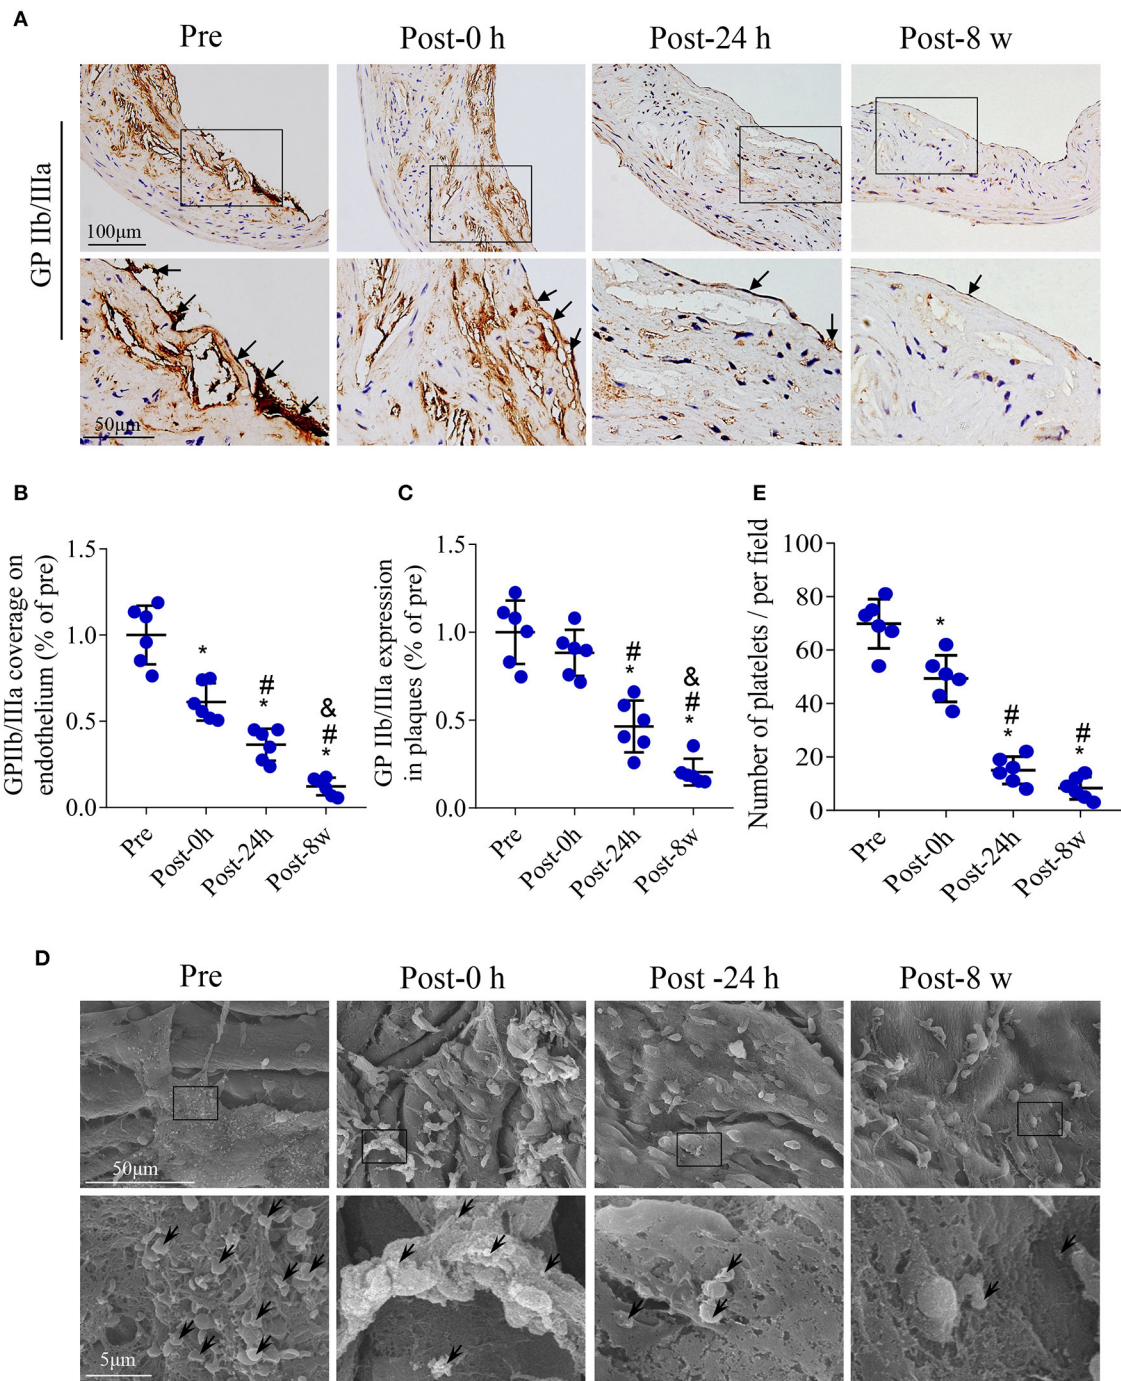 A
Pre
Post-0 h
Post-24 h
Post-8 w
GP IIb/IIIa
100μm
50μm
B
GPIIb/IIIa coverage on
endothelium (% of pre)
1.5
1.0
0.5
0.0
*
#
*
&
#
*
Pre
Post-0h
Post-24h
Post-8w
C
GP IIb/IIIa expression
in plaques (% of pre)
1.5
1.0
0.5
0.0
#
*
&
#
*
Pre
Post-0h
Post-24h
Post-8w
E
Number of platelets / per field
100
80
60
40
20
0
*
#
*
#
*
Pre
Post-0h
Post-24h
Post-8w
D
Pre
Post-0 h
Post -24 h
Post-8 w
50μm
5μm